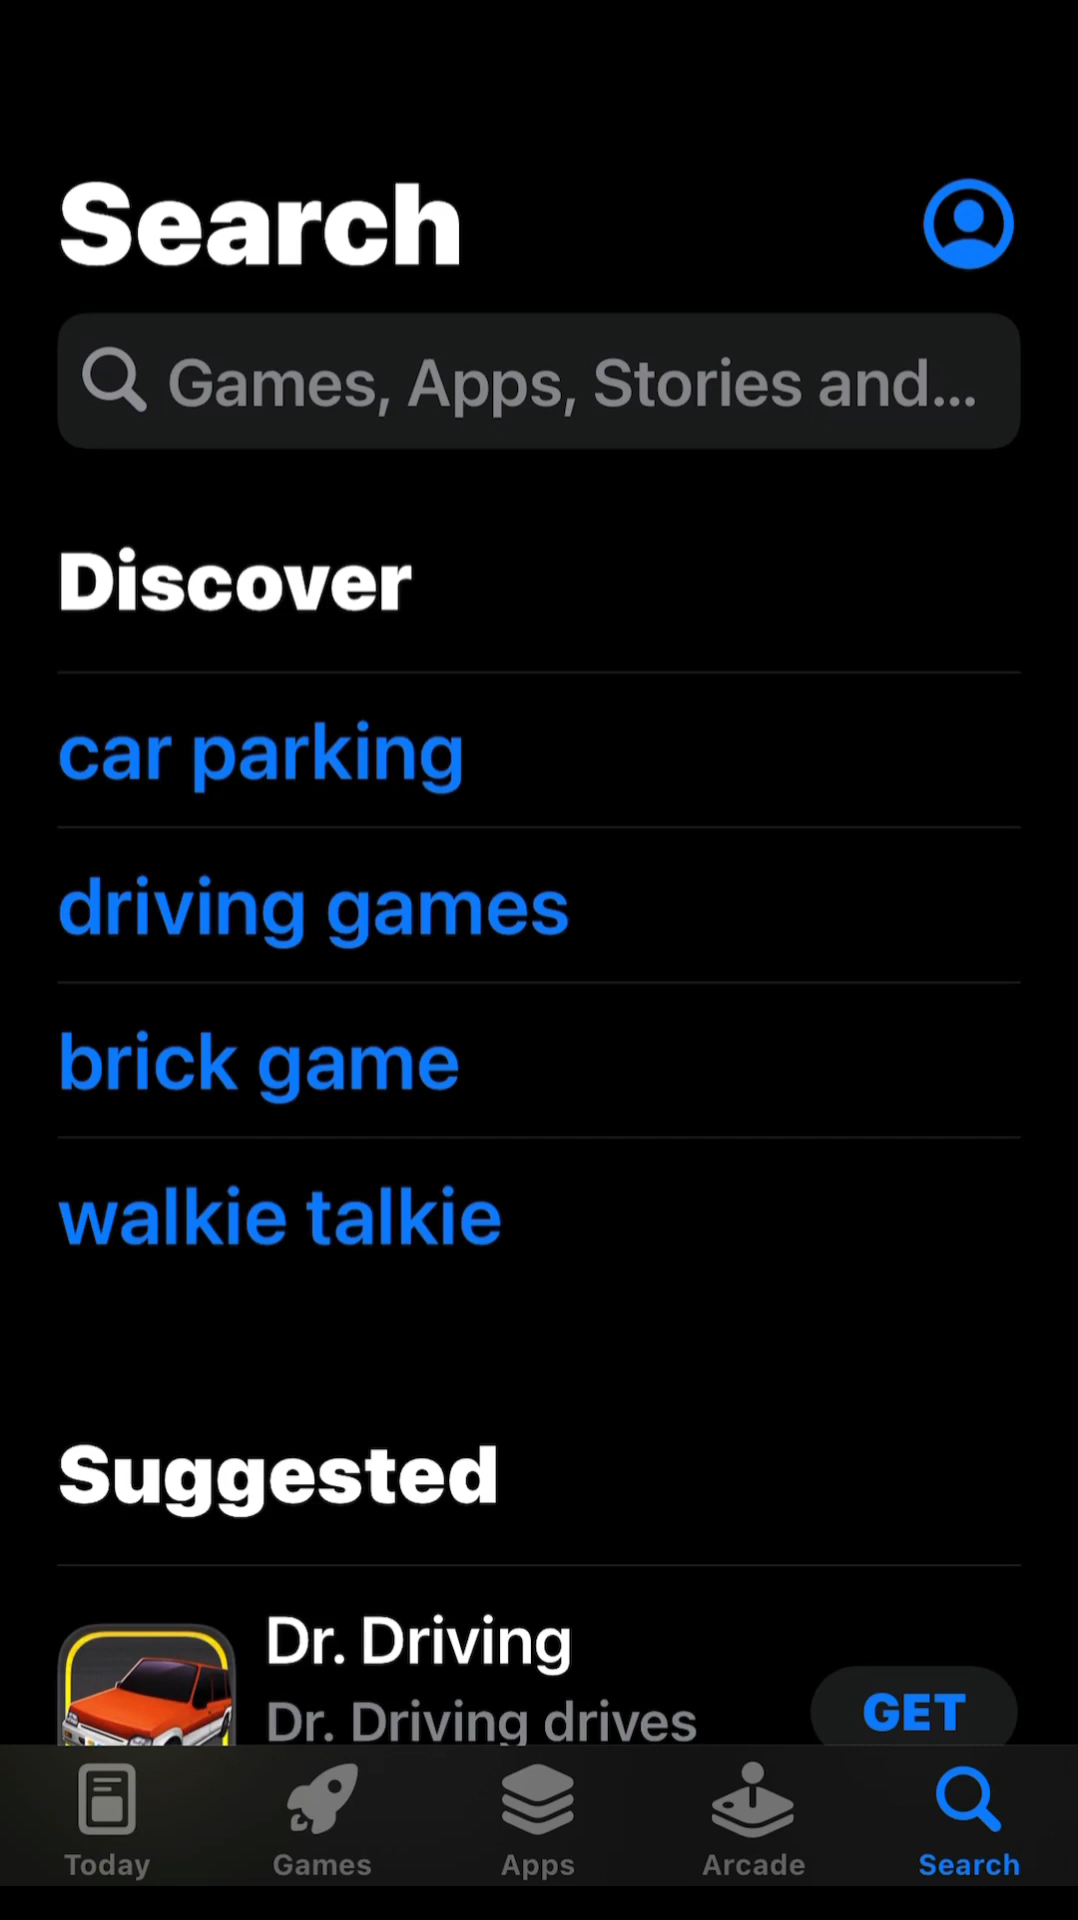 Search
Games, Apps, Stories and...
Discover
car parking
driving games
brick game
walkie talkie
Suggested
Dr. Driving
Dr. Driving drives
GET
Today
Games
Apps
Arcade
Search